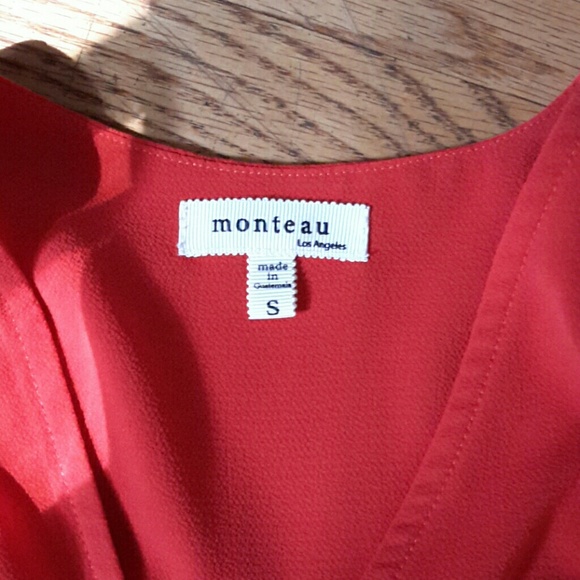 monteau
Los Angeles
made
in
Guatemala
S